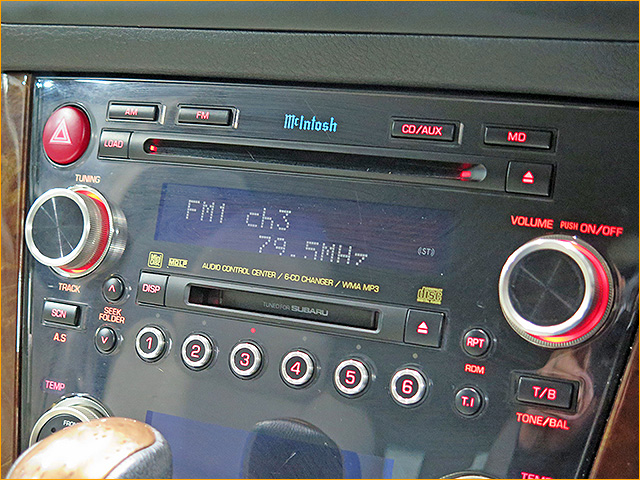 AM
FM
McIntosh
CD/AUX
MD
LOAD
TUNING
FM1 ch3
79.5MHz
(ST)
VOLUME PUSH ON/OFF
MDLP
AUDIO CONTROL CENTER / 6-CD CHANGER / WMA MP3
TRACK
DISP
TUNED FOR SUBARU
SCN
SEEK
FOLDER
A.S
1
2
3
4
5
6
RPT
RDM
T.I
T/B
TONE/BAL
TEMP
TEMP